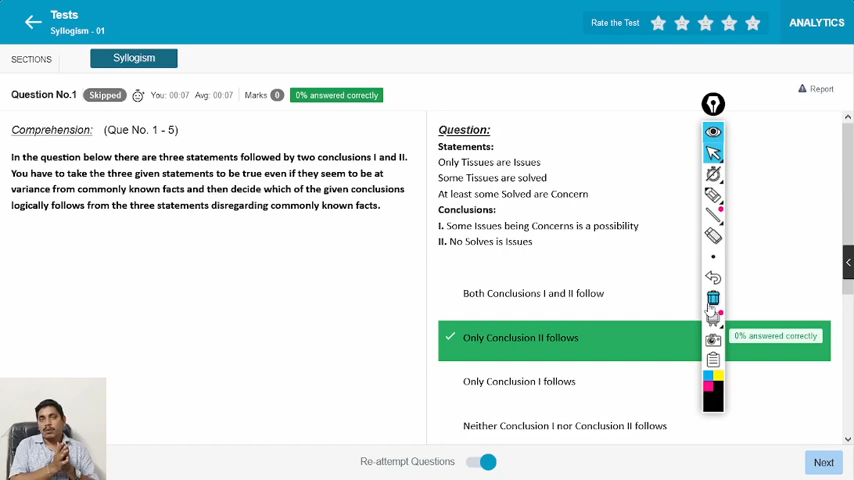 Tests
Syllogism - 01
Rate the Test
ANALYTICS
SECTIONS
Syllogism
Question No.1
Skipped
You: 00:07
Avg: 00:07
Marks
0
0% answered correctly
Report
Comprehension: (Que No. 1 - 5)
In the question below there are three statements followed by two conclusions I and II.
You have to take the three given statements to be true even if they seem to be at
variance from commonly known facts and then decide which of the given conclusions
logically follows from the three statements disregarding commonly known facts.
Question:
Statements:
Only Tissues are Issues
Some Tissues are solved
At least some Solved are Concern
Conclusions:
I. Some Issues being Concerns is a possibility
II. No Solves is Issues
Both Conclusions I and II follow
Only Conclusion II follows
0% answered correctly
Only Conclusion I follows
Neither Conclusion I nor Conclusion II follows
Re-attempt Questions
Next